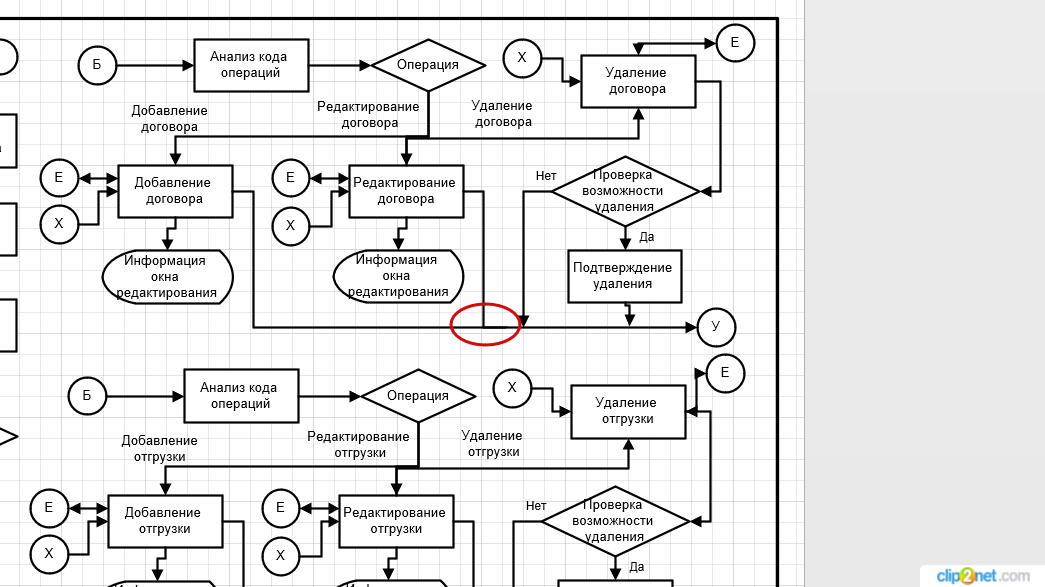 Е
Б
Анализ кода
операций
Операция
Х
Удаление
договора
Добавление
договора
Редактирование
договора
Удаление
договора
Е
Добавление
договора
Х
Е
Редактирование
договора
Х
Нет
Проверка
возможности
удаления
Да
Информация
окна
редактирования
Информация
окна
редактирования
Подтверждение
удаления
У
Е
Б
Анализ кода
операций
Операция
Х
Удаление
отгрузки
Добавление
отгрузки
Редактирование
отгрузки
Удаление
отгрузки
Е
Добавление
отгрузки
Х
Е
Редактирование
отгрузки
Х
Нет
Проверка
возможности
удаления
Да
clip2net.com